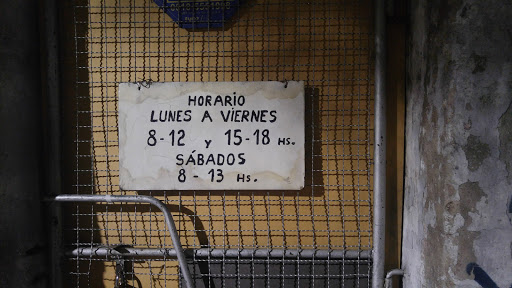 HORARIO
LUNES A VIERNES
8-12 y 15-18 HS.
SÁBADOS
8 - 13 HS.